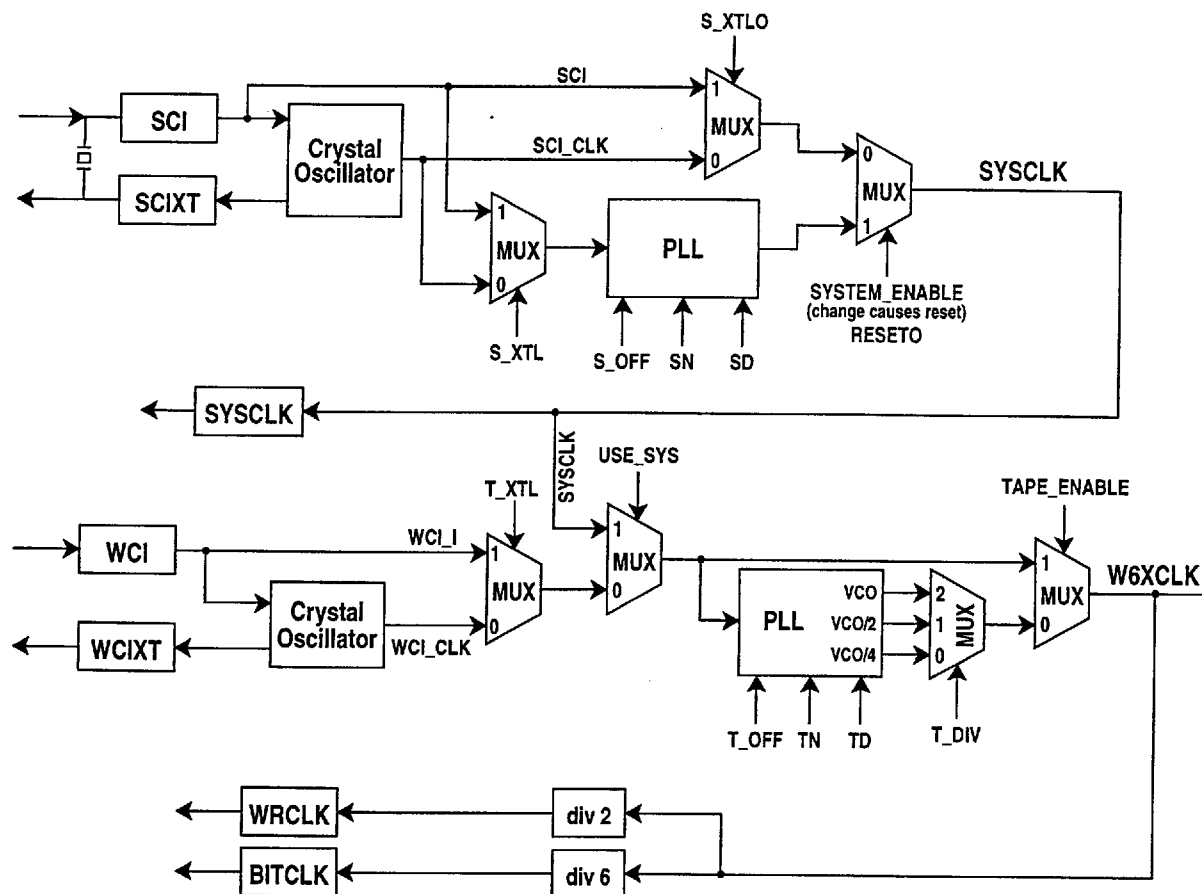 S_XTLO
SCI
1
SCI
MUX
0
Crystal
Oscillator
SCI_CLK
0
MUX
SYSCLK
SCIXT
1
1
MUX
PLL
0
SYSTEM_ENABLE
(change causes reset)
RESETO
S_XTL
S_OFF
SN
SD
SYSCLK
SYSCLK
USE_SYS
T_XTL
TAPE_ENABLE
WCI
WCI_I
1
1
MUX
1
W6XCLK
MUX
0
MUX
Crystal
Oscillator
0
WCI_CLK
PLL
VCO
2
VCO/2
1
MUX
0
VCO/4
0
WCIXT
T_OFF
TN
TD
T_DIV
WRCLK
div 2
BITCLK
div 6